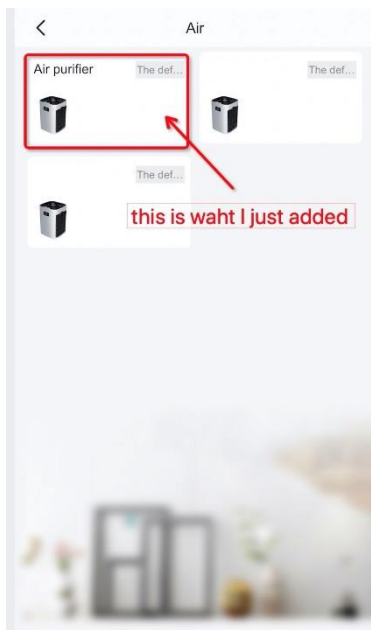 Air
Air purifier
The def...
The def...
The def...
this is waht I just added